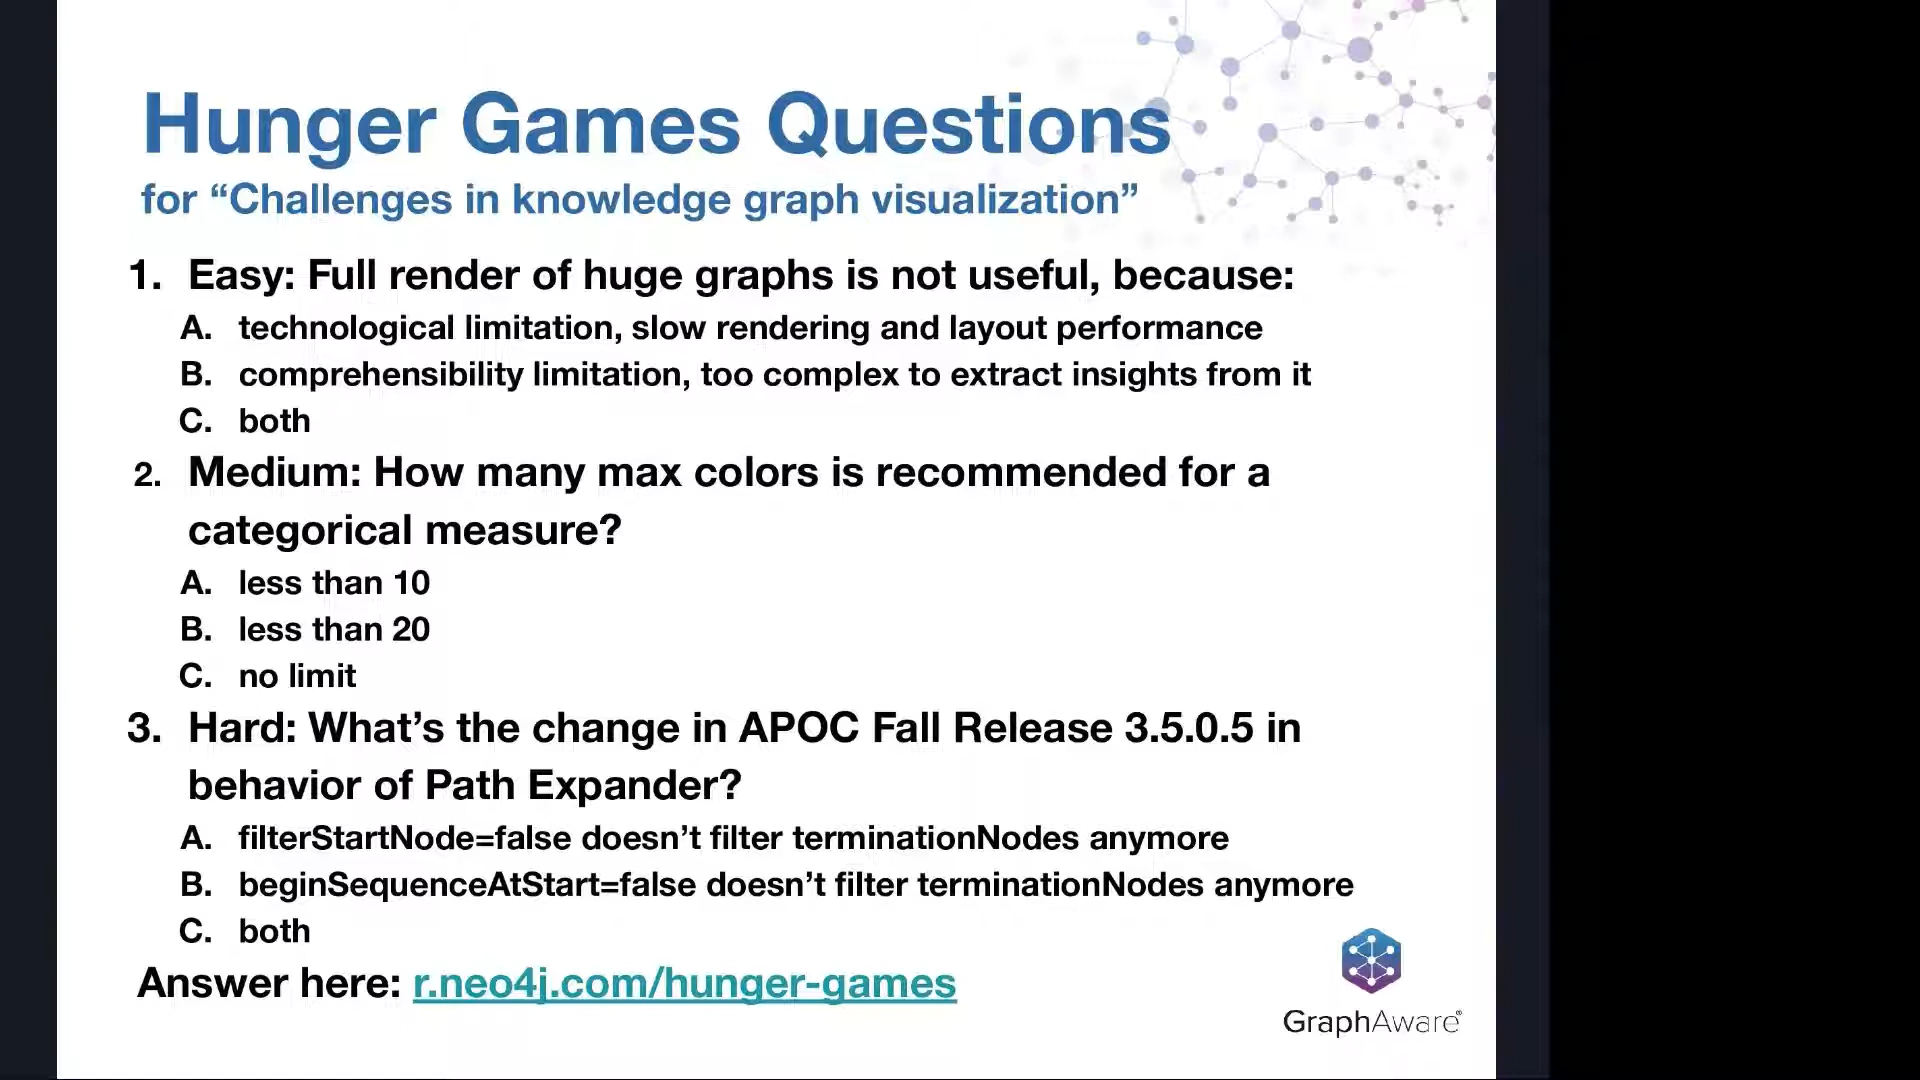 Hunger Games Questions
for “Challenges in knowledge graph visualization”
1. Easy: Full render of huge graphs is not useful, because:
A. technological limitation, slow rendering and layout performance
B. comprehensibility limitation, too complex to extract insights from it
C. both
2. Medium: How many max colors is recommended for a
categorical measure?
A. less than 10
B. less than 20
C. no limit
3. Hard: What’s the change in APOC Fall Release 3.5.0.5 in
behavior of Path Expander?
A. filterStartNode=false doesn’t filter terminationNodes anymore
B. beginSequenceAtStart=false doesn’t filter terminationNodes anymore
C. both
Answer here: r.neo4j.com/hunger-games
GraphAware®